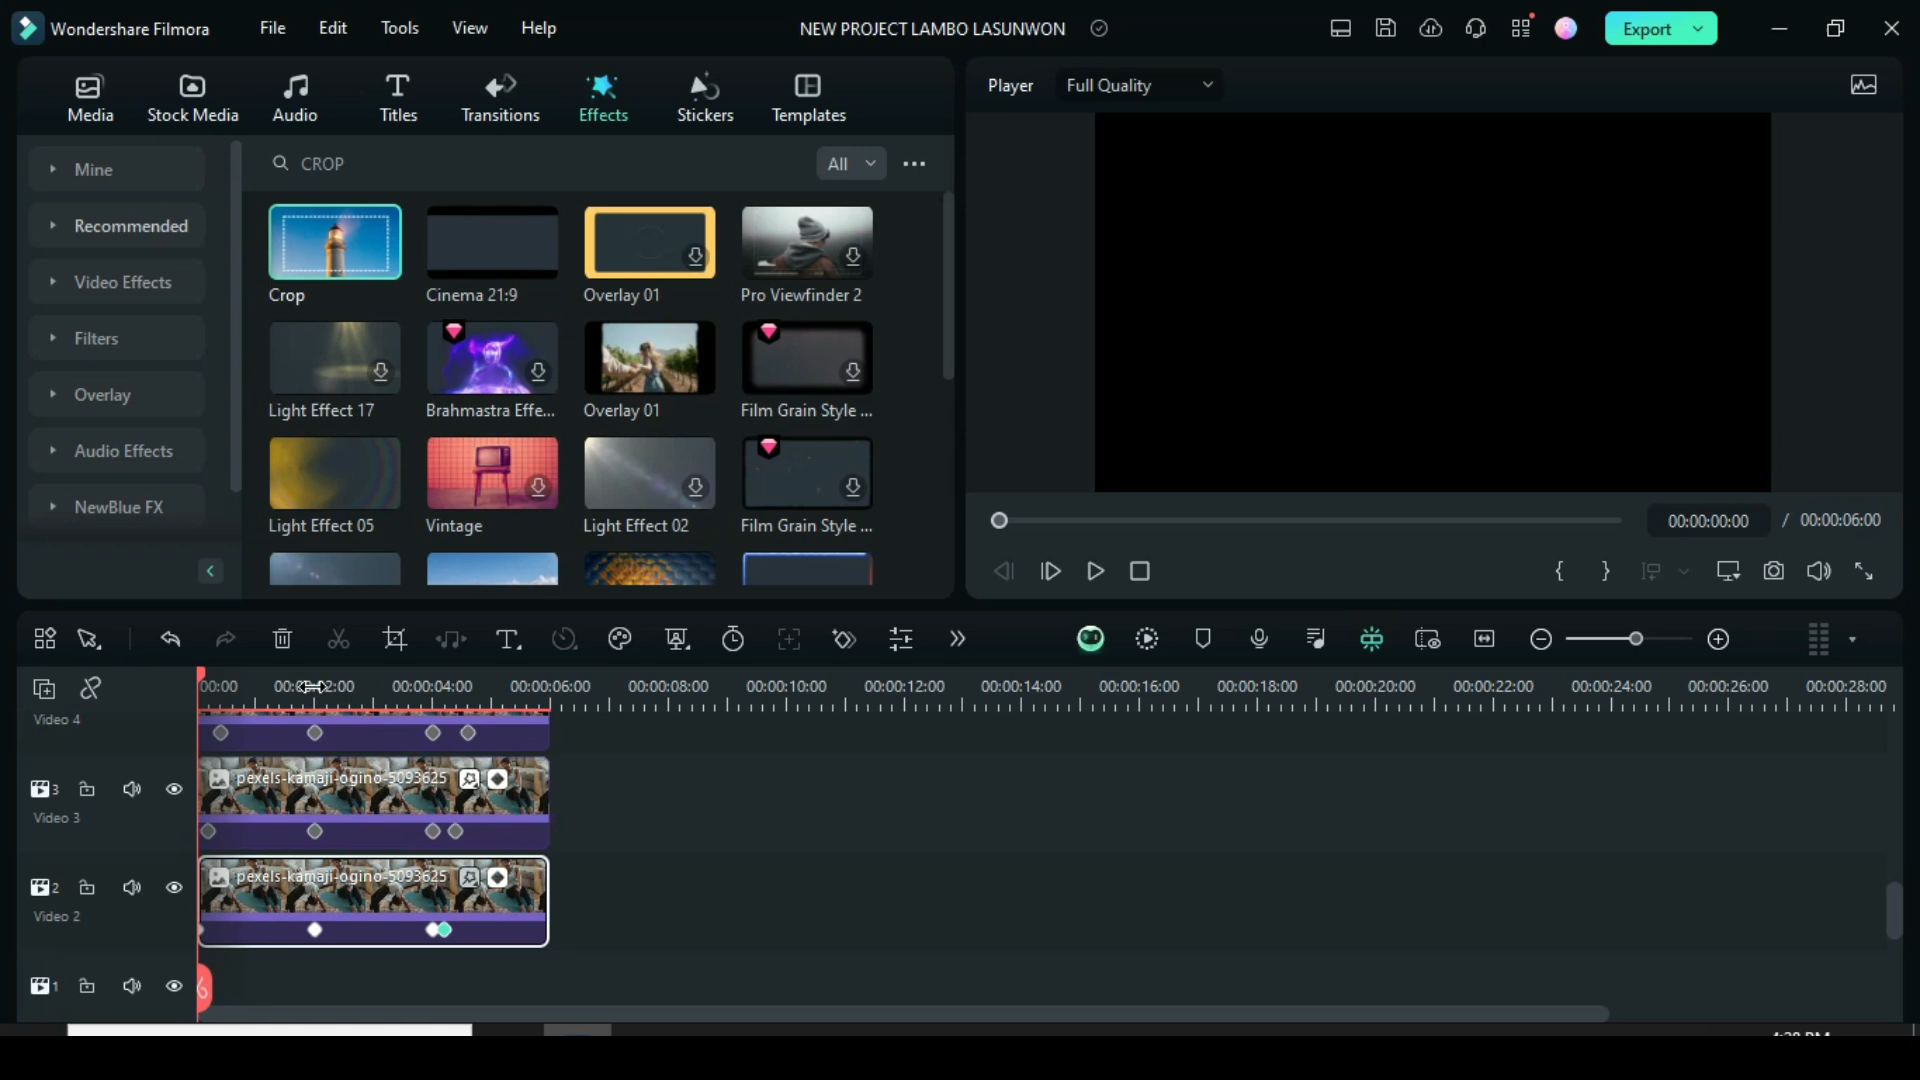 Wondershare Filmora
File
Edit
Tools
View
Help
NEW PROJECT LAMBO LASUNWON
Export
Media
Stock Media
Audio
Titles
Transitions
Effects
Stickers
Templates
Player
Full Quality
Mine
Recommended
Video Effects
Filters
Overlay
Audio Effects
NewBlue FX
CROP
All
Crop
Cinema 21:9
Overlay 01
Pro Viewfinder 2
Light Effect 17
Brahmastra Effe...
Overlay 01
Film Grain Style ...
Light Effect 05
Vintage
Light Effect 02
Film Grain Style ...
00:00:00:00 / 00:00:06:00
00:00
00:00:04:00
00:00:06:00
00:00:08:00
00:00:10:00
00:00:12:00
00:00:14:00
00:00:16:00
00:00:18:00
00:00:20:00
00:00:22:00
00:00:24:00
00:00:26:00
00:00:28:00
Video 4
pexels-kamaji-ogino-5093625
3
Video 3
pexels-kamaji-ogino-5093625
2
Video 2
1